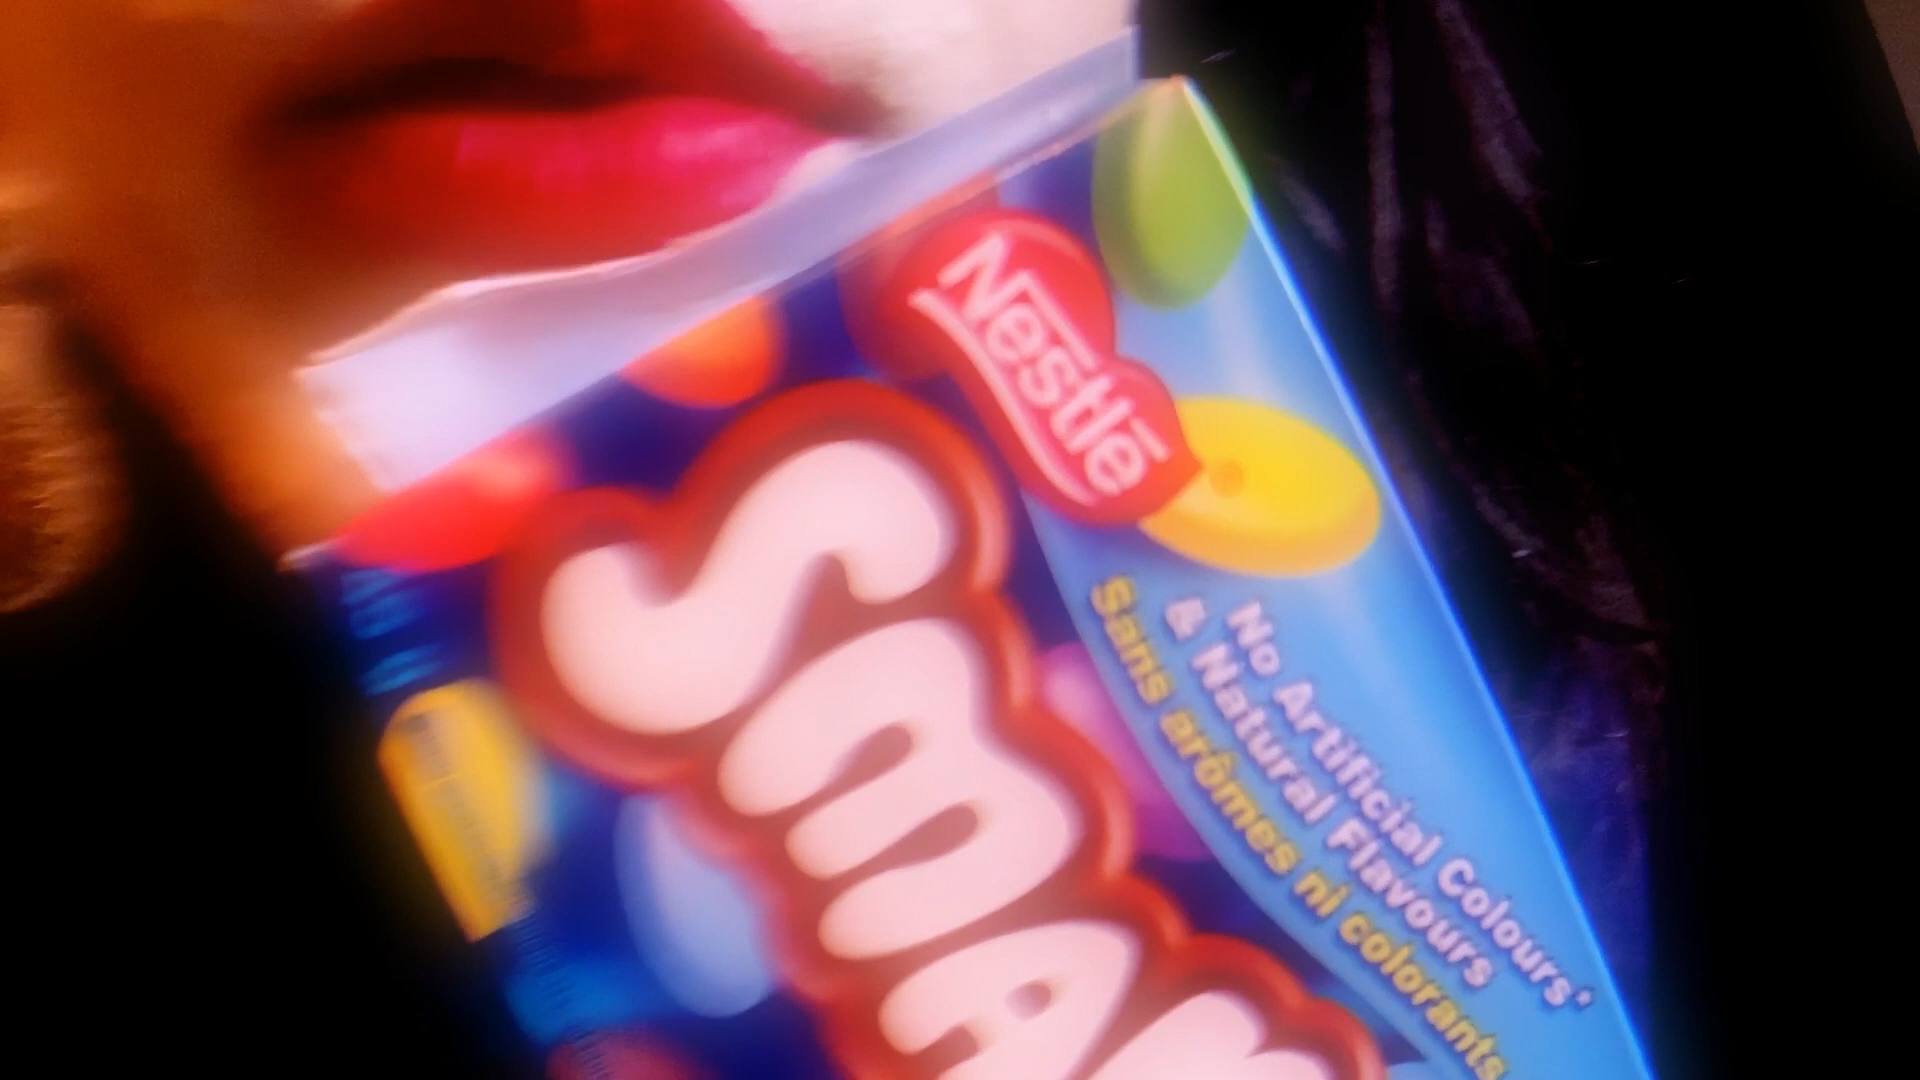 Nestlé
SMAR
No Artificial Colours*
& Natural Flavours
Sans arômes ni colorants